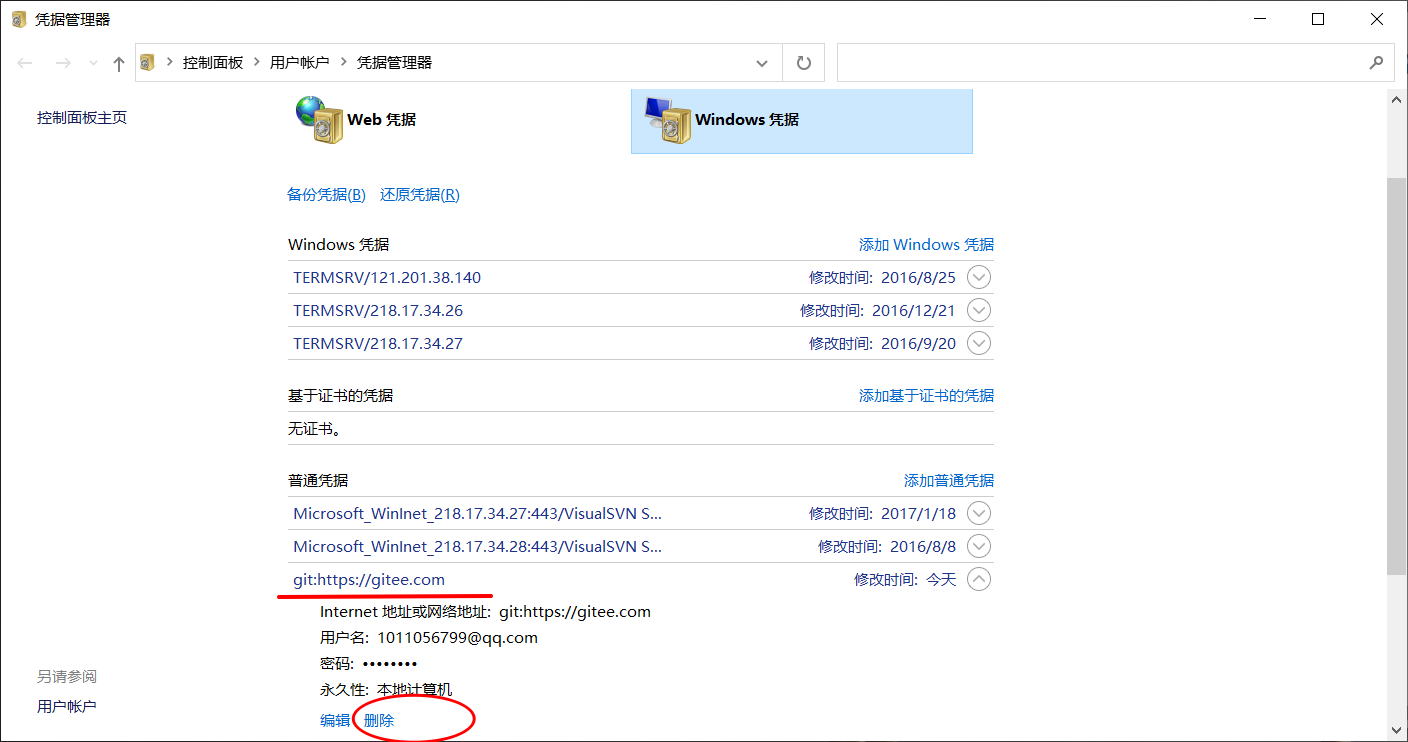 凭据管理器
控制面板 用户帐户 凭据管理器
控制面板主页
Web 凭据
Windows 凭据
备份凭据(B) 还原凭据(R)
Windows 凭据 添加 Windows 凭据
TERMSRV/121.201.38.140 修改时间: 2016/8/25
TERMSRV/218.17.34.26 修改时间: 2016/12/21
TERMSRV/218.17.34.27 修改时间: 2016/9/20
基于证书的凭据 添加基于证书的凭据
无证书。
普通凭据 添加普通凭据
Microsoft_WinInet_218.17.34.27:443/VisualSVN S... 修改时间: 2017/1/18
Microsoft_WinInet_218.17.34.28:443/VisualSVN S... 修改时间: 2016/8/8
git:https://gitee.com 修改时间: 今天
Internet 地址或网络地址: git:https://gitee.com
用户名: 1011056799@qq.com
密码: ••••••••
永久性: 本地计算机
编辑 删除
另请参阅
用户帐户